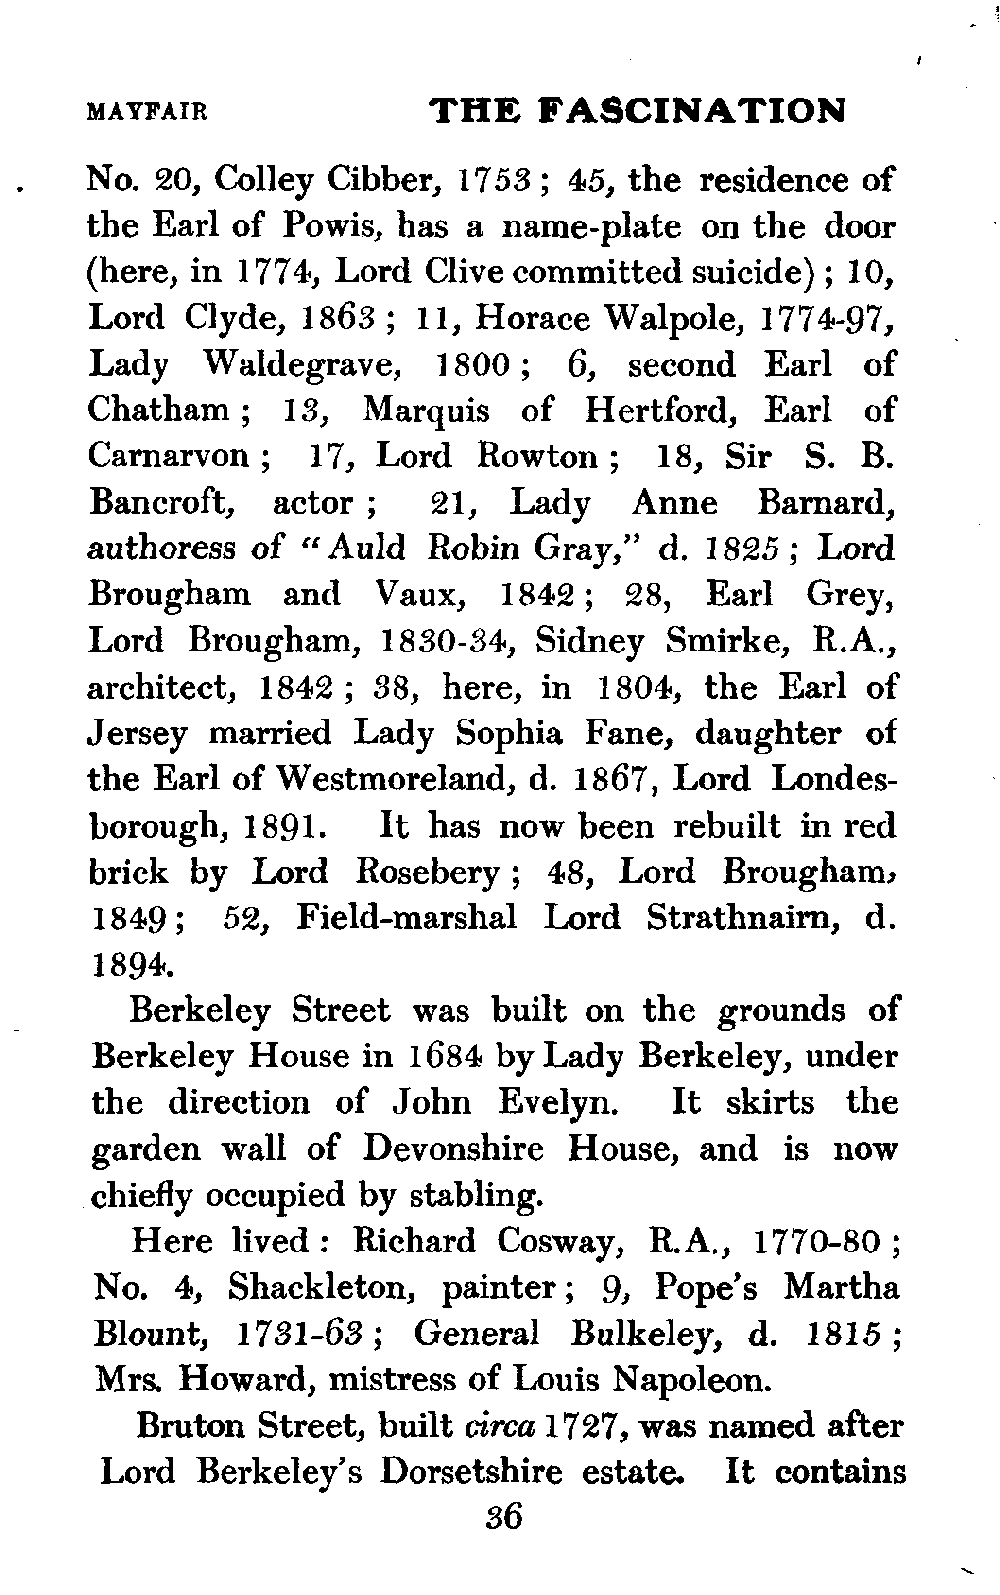 MAYFAIR THE FASCINATION
No. 20, Colley Cibber, 1753 ; 45, the residence of
the Earl of Powis, has a name-plate on the door
(here, in 1774, Lord Clive committed suicide) ; 10,
Lord Clyde, 1863 ; 11, Horace Walpole, 1774-97,
Lady Waldegrave, 1800 ; 6, second Earl of
Chatham ; 13, Marquis of Hertford, Earl of
Carnarvon ; 17, Lord Rowton ; 18, Sir S. B.
Bancroft, actor ; 21, Lady Anne Barnard,
authoress of “ Auld Robin Gray,” d. 1825 ; Lord
Brougham and Vaux, 1842 ; 28, Earl Grey,
Lord Brougham, 1830-34, Sidney Smirke, R.A.,
architect, 1842 ; 38, here, in 1804, the Earl of
Jersey married Lady Sophia Fane, daughter of
the Earl of Westmoreland, d. 1867, Lord Londes-
borough, 1891. It has now been rebuilt in red
brick by Lord Rosebery ; 48, Lord Brougham,
1849 ; 52, Field-marshal Lord Strathnairn, d.
1894.
Berkeley Street was built on the grounds of
Berkeley House in 1684 by Lady Berkeley, under
the direction of John Evelyn. It skirts the
garden wall of Devonshire House, and is now
chiefly occupied by stabling.
Here lived : Richard Cosway, R.A., 1770-80 ;
No. 4, Shackleton, painter ; 9, Pope’s Martha
Blount, 1731-63 ; General Bulkeley, d. 1815 ;
Mrs. Howard, mistress of Louis Napoleon.
Bruton Street, built circa 1727, was named after
Lord Berkeley’s Dorsetshire estate. It contains
36